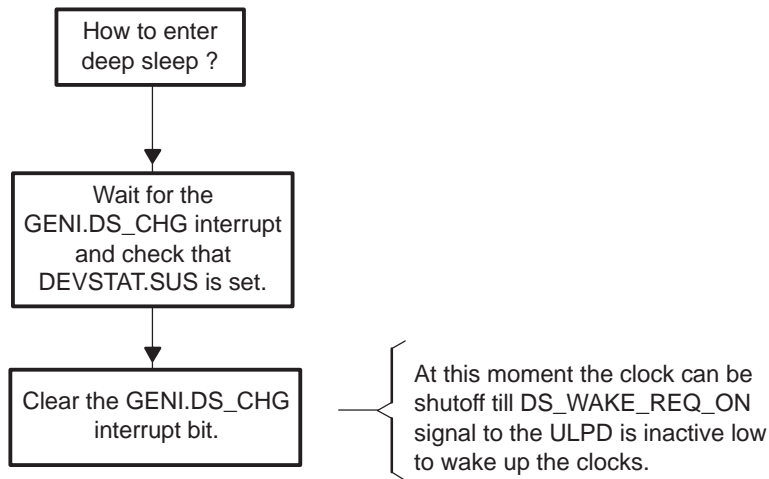 How to enter
deep sleep ?
Wait for the
GENI.DS_CHG interrupt
and check that
DEVSTAT.SUS is set.
Clear the GENI.DS_CHG
interrupt bit.
At this moment the clock can be
shutoff till DS_WAKE_REQ_ON
signal to the ULPD is inactive low
to wake up the clocks.